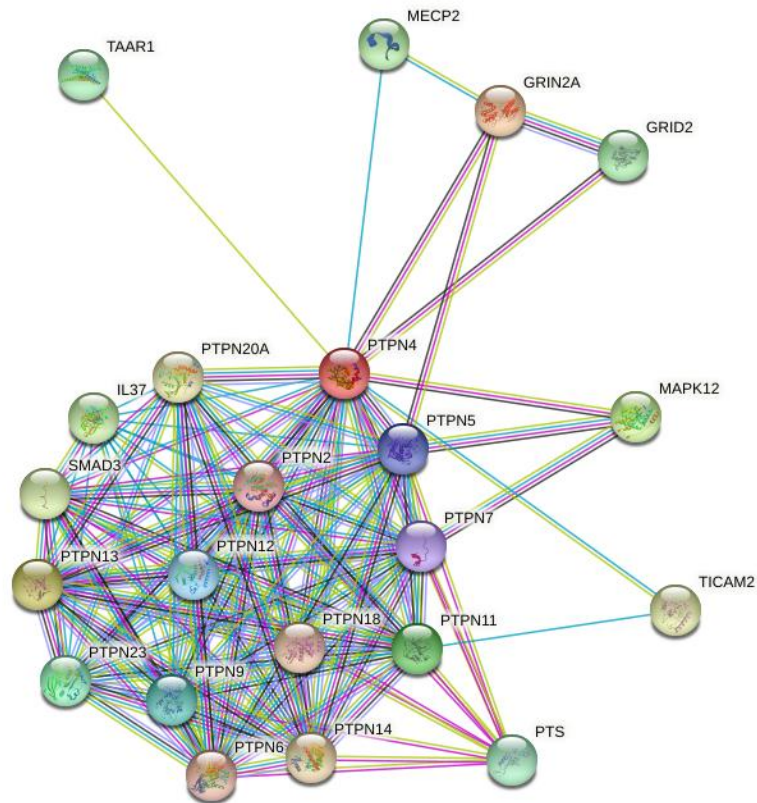 MECP2
TAAR1
GRIN2A
GRID2
PTPN20A
PTPN4
IL37
MAPK12
PTPN5
SMAD3
PTPN2
PTPN7
PTPN13
PTPN12
TICAM2
PTPN18
PTPN11
PTPN23
PTPN9
PTPN14
PTS
PTPN6